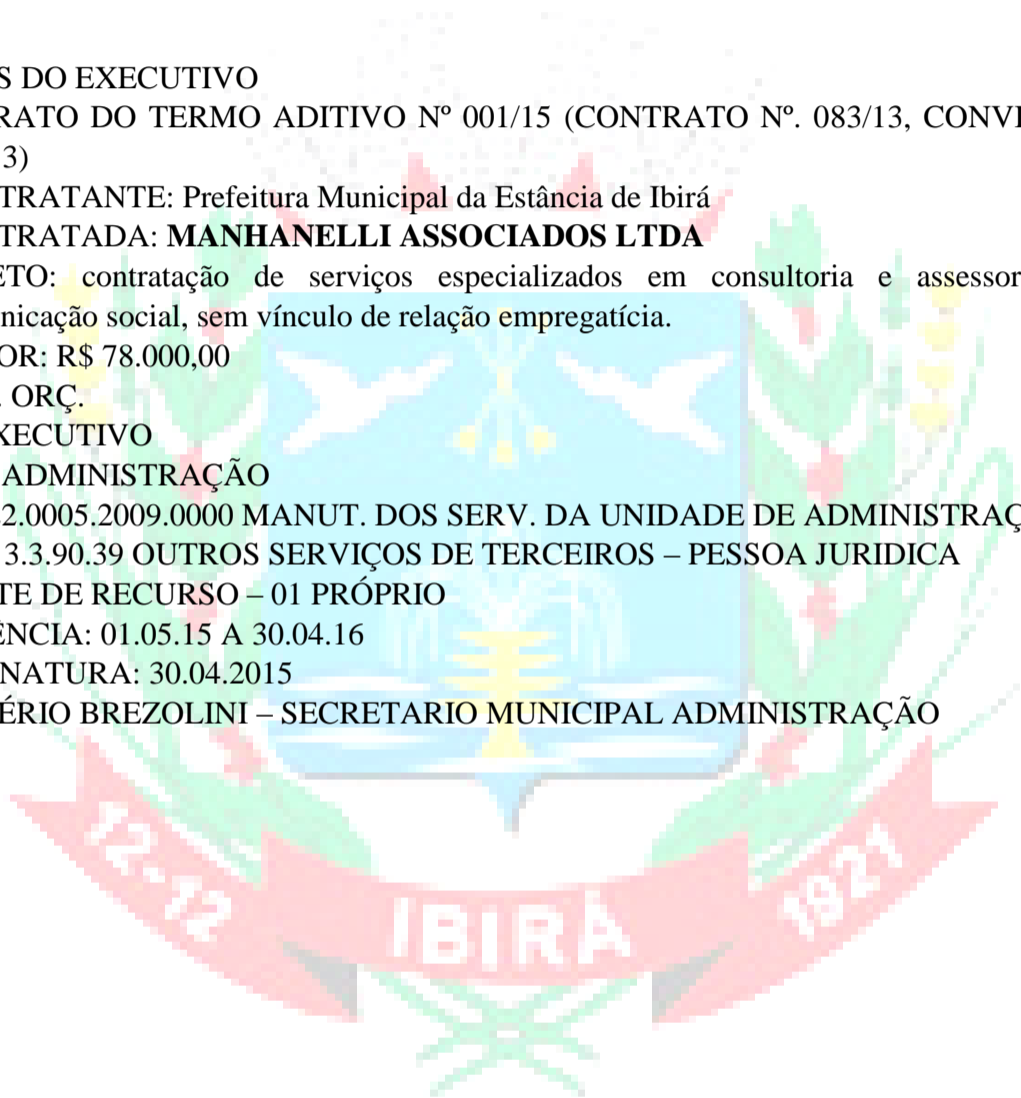 S DO EXECUTIVO
RATO DO TERMO ADITIVO Nº 001/15 (CONTRATO Nº. 083/13, CONVI
3)
TRATANTE: Prefeitura Municipal da Estância de Ibirá
TRATADA: MANHANELLI ASSOCIADOS LTDA
ETO: contratação de serviços especializados em consultoria e assessor
nicação social, sem vínculo de relação empregatícia.
OR: R$ 78.000,00
. ORÇ.
XECUTIVO
ADMINISTRAÇÃO
2.0005.2009.0000 MANUT. DOS SERV. DA UNIDADE DE ADMINISTRAÇ
3.3.90.39 OUTROS SERVIÇOS DE TERCEIROS – PESSOA JURIDICA
TE DE RECURSO – 01 PRÓPRIO
ÊNCIA: 01.05.15 A 30.04.16
NATURA: 30.04.2015
ÉRIO BREZOLINI – SECRETARIO MUNICIPAL ADMINISTRAÇÃO
12-12 IBIRÁ 1921